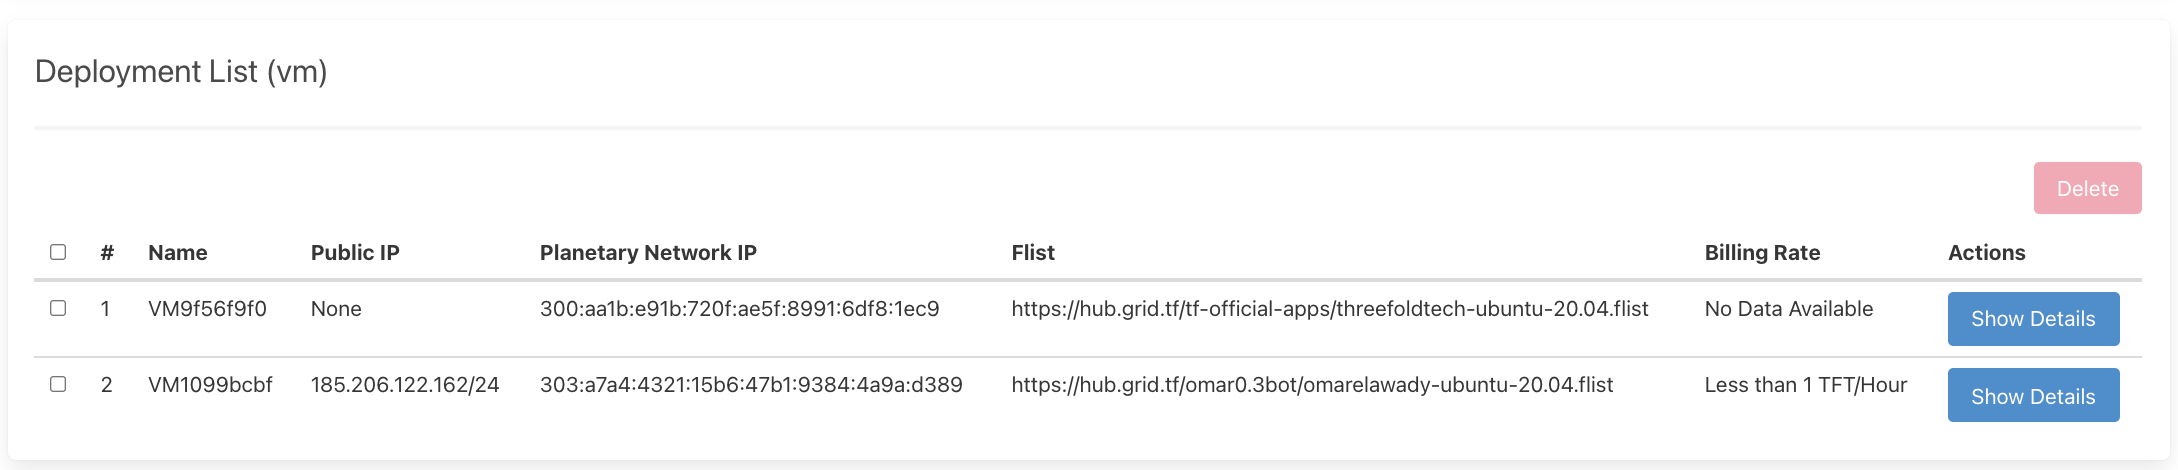 Deployment List (vm)
Delete
# Name Public IP Planetary Network IP Flist Billing Rate Actions
1 VM9f56f9f0 None 300:aa1b:e91b:720f:ae5f:8991:6df8:1ec9 https://hub.grid.tf/tf-official-apps/threefoldtech-ubuntu-20.04.flist No Data Available Show Details
2 VM1099bcbf 185.206.122.162/24 303:a7a4:4321:15b6:47b1:9384:4a9a:d389 https://hub.grid.tf/omar0.3bot/omarelawady-ubuntu-20.04.flist Less than 1 TFT/Hour Show Details